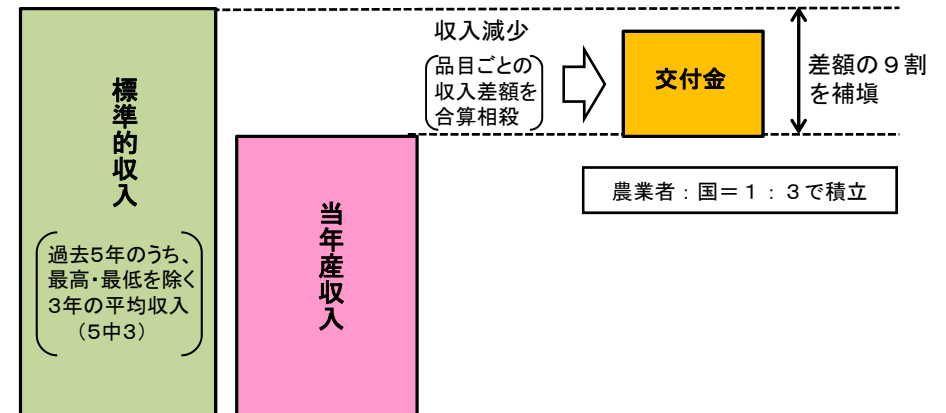 標準的収入
過去5年のうち、
最高・最低を除く
3年の平均収入
（5中3）
当年産収入
収入減少
品目ごとの
収入差額を
合算相殺
交付金
差額の９割
を補塡
農業者：国＝１：３で積立